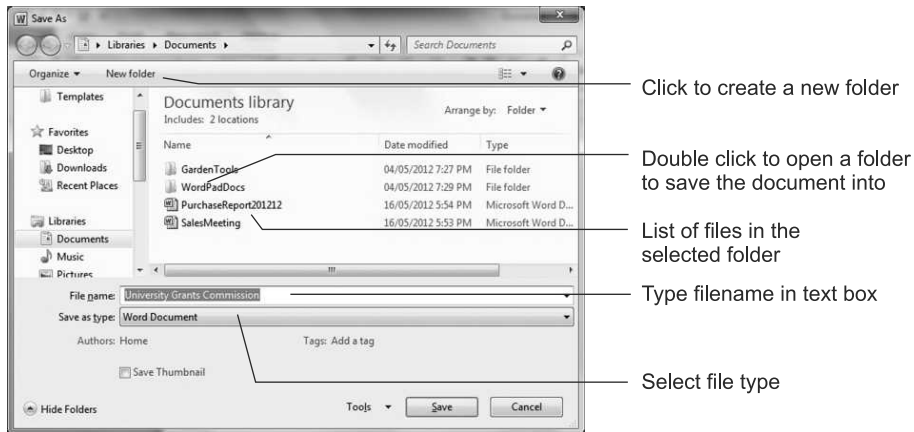 Save As
Libraries Documents
Search Documents
Organize New folder
Click to create a new folder
Templates
Favorites
Desktop
Downloads
Recent Places
Libraries
Documents
Music
Pictures
Documents library
Includes: 2 locations
Arrange by: Folder
Name Date modified Type
GardenTools 04/05/2012 7:27 PM File folder
WordPadDocs 04/05/2012 7:29 PM File folder
PurchaseReport201212 16/05/2012 5:54 PM Microsoft Word D...
SalesMeeting 16/05/2012 5:53 PM Microsoft Word D...
Double click to open a folder
to save the document into
List of files in the
selected folder
File name: University Grants Commission
Type filename in text box
Save as type: Word Document
Authors: Home Tags: Add a tag
Save Thumbnail
Select file type
Hide Folders Tools Save Cancel